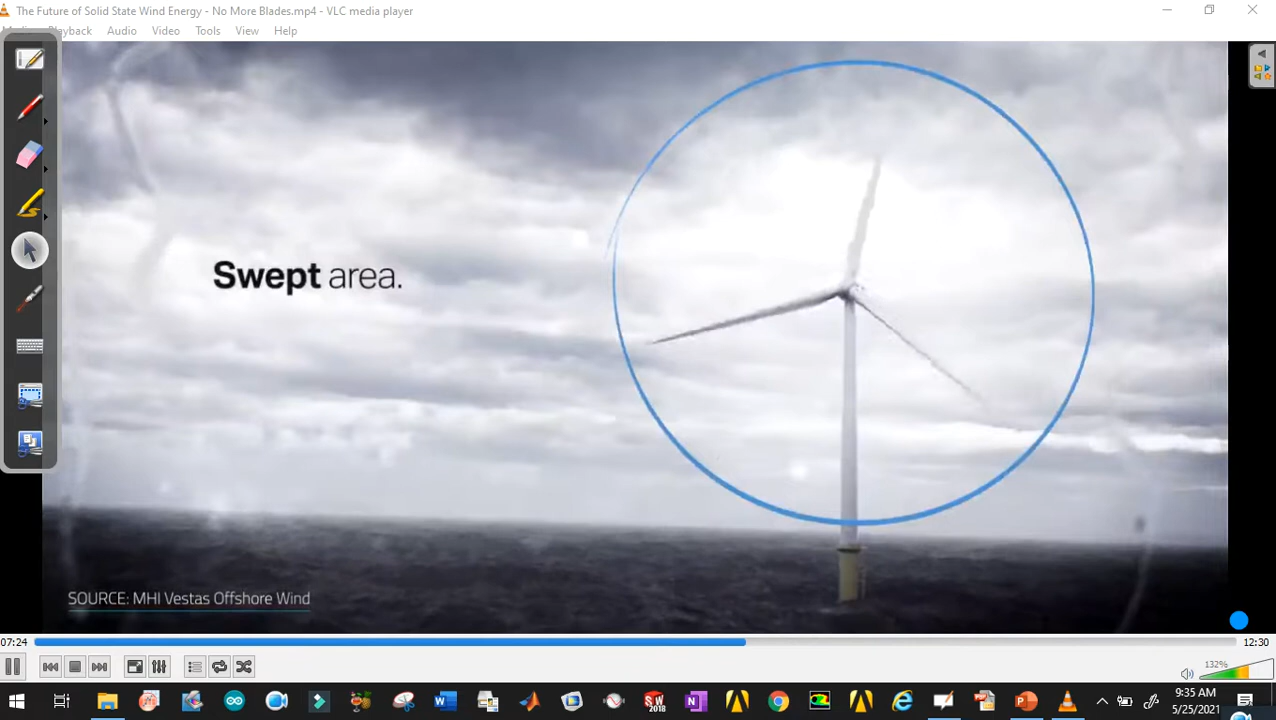 The Future of Solid State Wind Energy - No More Blades.mp4 - VLC media player
Playback Audio Video Tools View Help
Swept area.
SOURCE: MHI Vestas Offshore Wind
07:24
12:30
132%
9:35 AM
5/25/2021
SW
2018